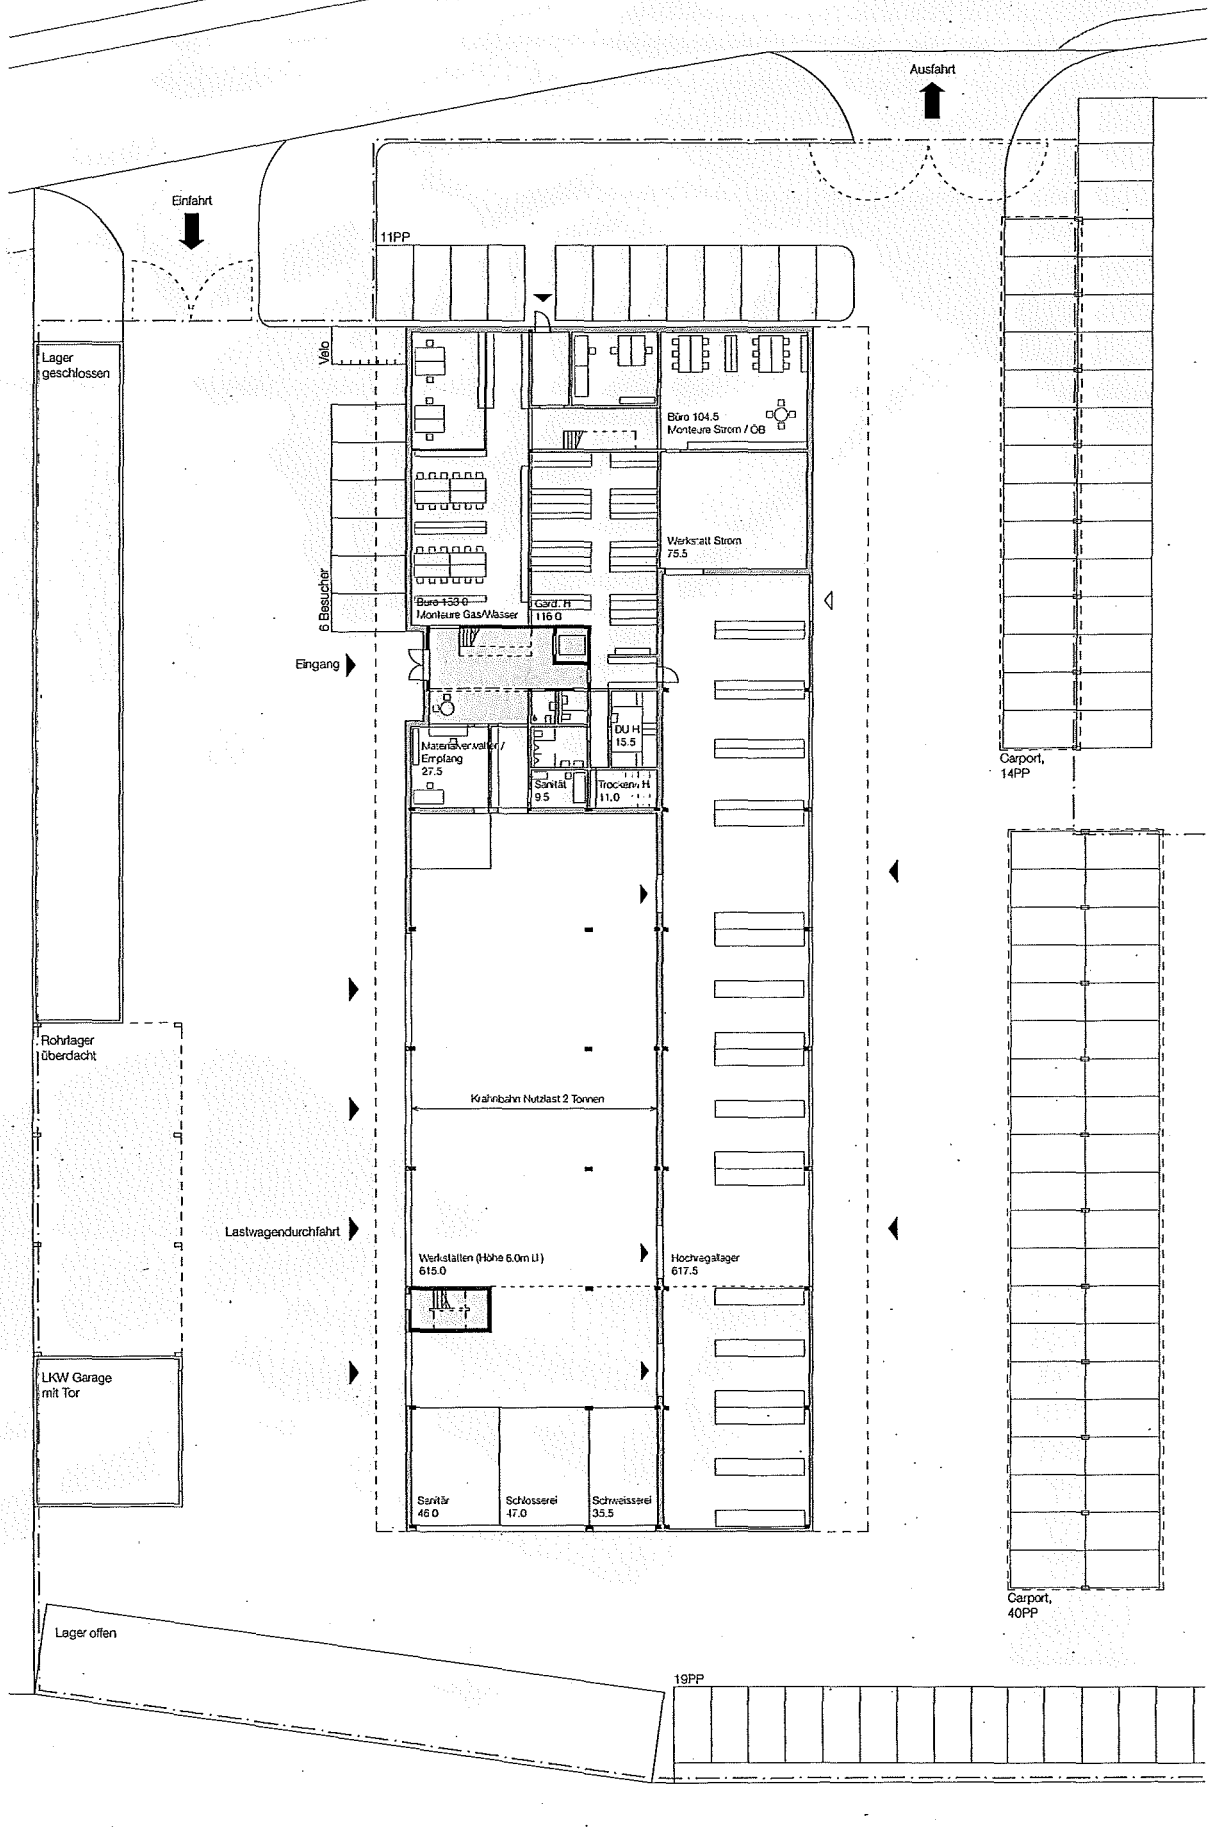 Ausfahrt
Einfahrt
11PP
Velo
Lager
geschlossen
Büro 104.5
Monteure Strom / ÖB
Werkstatt Strom
75.5
6 Besucher
Büro 153.0
Monteure Gas/Wasser
Gard. H
116.0
Eingang
DU H
15.5
Materialverwalter /
Empfang
27.5
Sanität
9.5
Trockenr. H
11.0
Carport,
14PP
Rohrlager
überdacht
Krahnbahn Nutzlast 2 Tonnen
Lastwagendurchfahrt
Werkstätten (Höhe 6.0m Li.)
615.0
Hochregallager
617.5
LKW Garage
mit Tor
Sanitär
46.0
Schlosserei
47.0
Schweisserei
35.5
Carport,
40PP
Lager offen
19PP